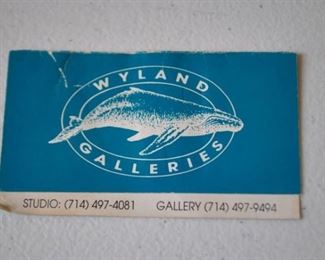 WYLAND
GALLERIES
STUDIO: (714) 497-4081 GALLERY (714) 497-9494